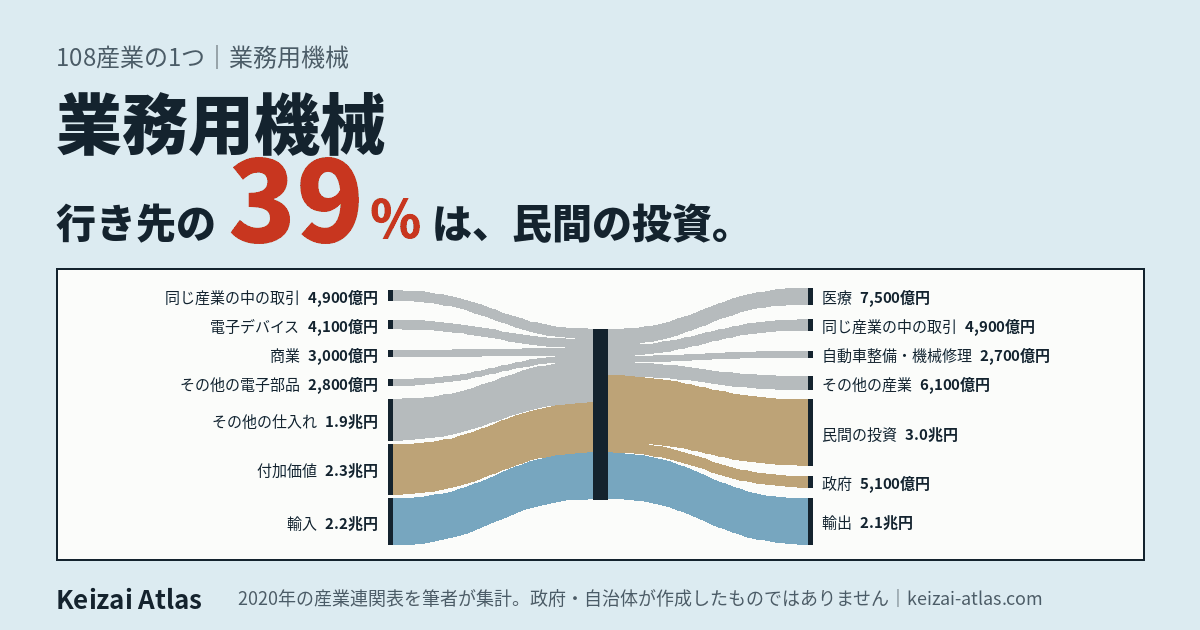 108産業の1つ｜業務用機械
業務用機械
行き先の 39% は、民間の投資。
同じ産業の中の取引 4,900億円
電子デバイス 4,100億円
商業 3,000億円
その他の電子部品 2,800億円
その他の仕入れ 1.9兆円
付加価値 2.3兆円
輸入 2.2兆円
医療 7,500億円
同じ産業の中の取引 4,900億円
自動車整備・機械修理 2,700億円
その他の産業 6,100億円
民間の投資 3.0兆円
政府 5,100億円
輸出 2.1兆円
Keizai Atlas 2020年の産業連関表を筆者が集計。政府・自治体が作成したものではありません｜keizai-atlas.com